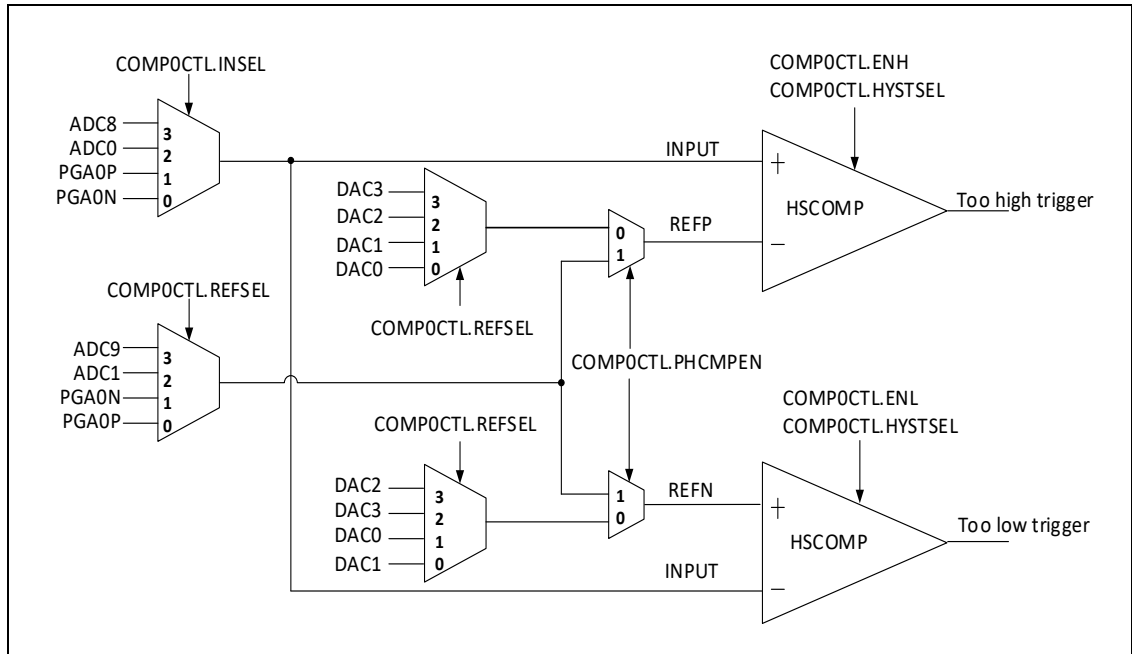 COMP0CTL.INSEL
ADC8
ADC0
PGA0P
PGA0N
3
2
1
0
COMP0CTL.ENH
COMP0CTL.HYSTSEL
INPUT
+
−
HSCOMP
Too high trigger
DAC3
DAC2
DAC1
DAC0
3
2
1
0
0
1
REFP
COMP0CTL.REFSEL
COMP0CTL.REFSEL
ADC9
ADC1
PGA0N
PGA0P
3
2
1
0
COMP0CTL.PHCMPEN
COMP0CTL.REFSEL
DAC2
DAC3
DAC0
DAC1
3
2
1
0
1
0
REFN
COMP0CTL.ENL
COMP0CTL.HYSTSEL
+
−
HSCOMP
Too low trigger
INPUT